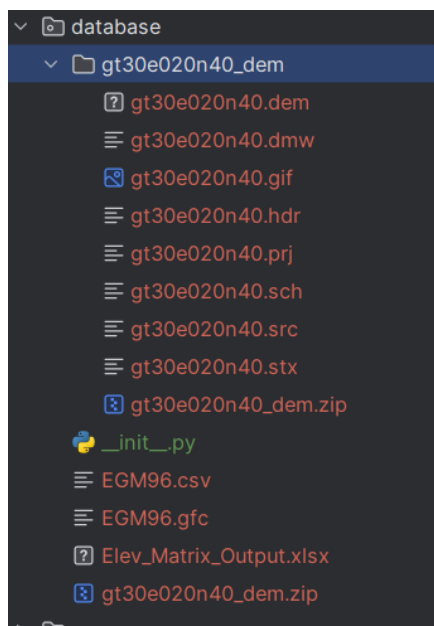 database
gt30e020n40_dem
gt30e020n40.dem
gt30e020n40.dmw
gt30e020n40.gif
gt30e020n40.hdr
gt30e020n40.prj
gt30e020n40.sch
gt30e020n40.src
gt30e020n40.stx
gt30e020n40_dem.zip
__init__.py
EGM96.csv
EGM96.gfc
Elev_Matrix_Output.xlsx
gt30e020n40_dem.zip